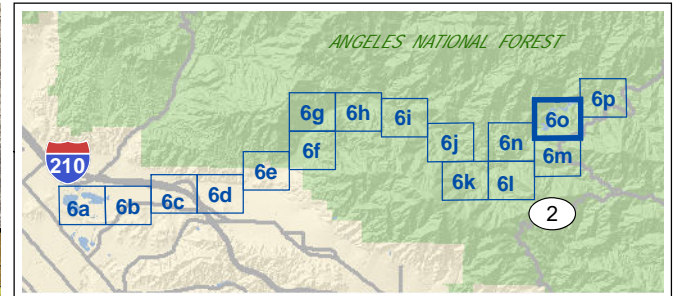 ANGELES NATIONAL FOREST
6p
6g 6h 6i 6o
6f 6j 6n 6m
210 6e 6k 6l
6a 6b 6c 6d
2